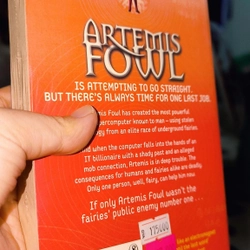 ARTEMIS
FOWL
IS ATTEMPTING TO GO STRAIGHT.
BUT THERE'S ALWAYS TIME FOR ONE LAST JOB.
Fowl has created the most powerful
computer known to man – using stolen
from an elite race of underground fairies.
when the computer falls into the hands of an
IT billionaire with a shady past and an alleged
mob connection, Artemis is in deep trouble. The
consequences for humans and fairies alike are deadly.
Only one person, well, fairy, can help him now
If only Artemis Fowl wasn't the
fairies' public enemy number one . . .